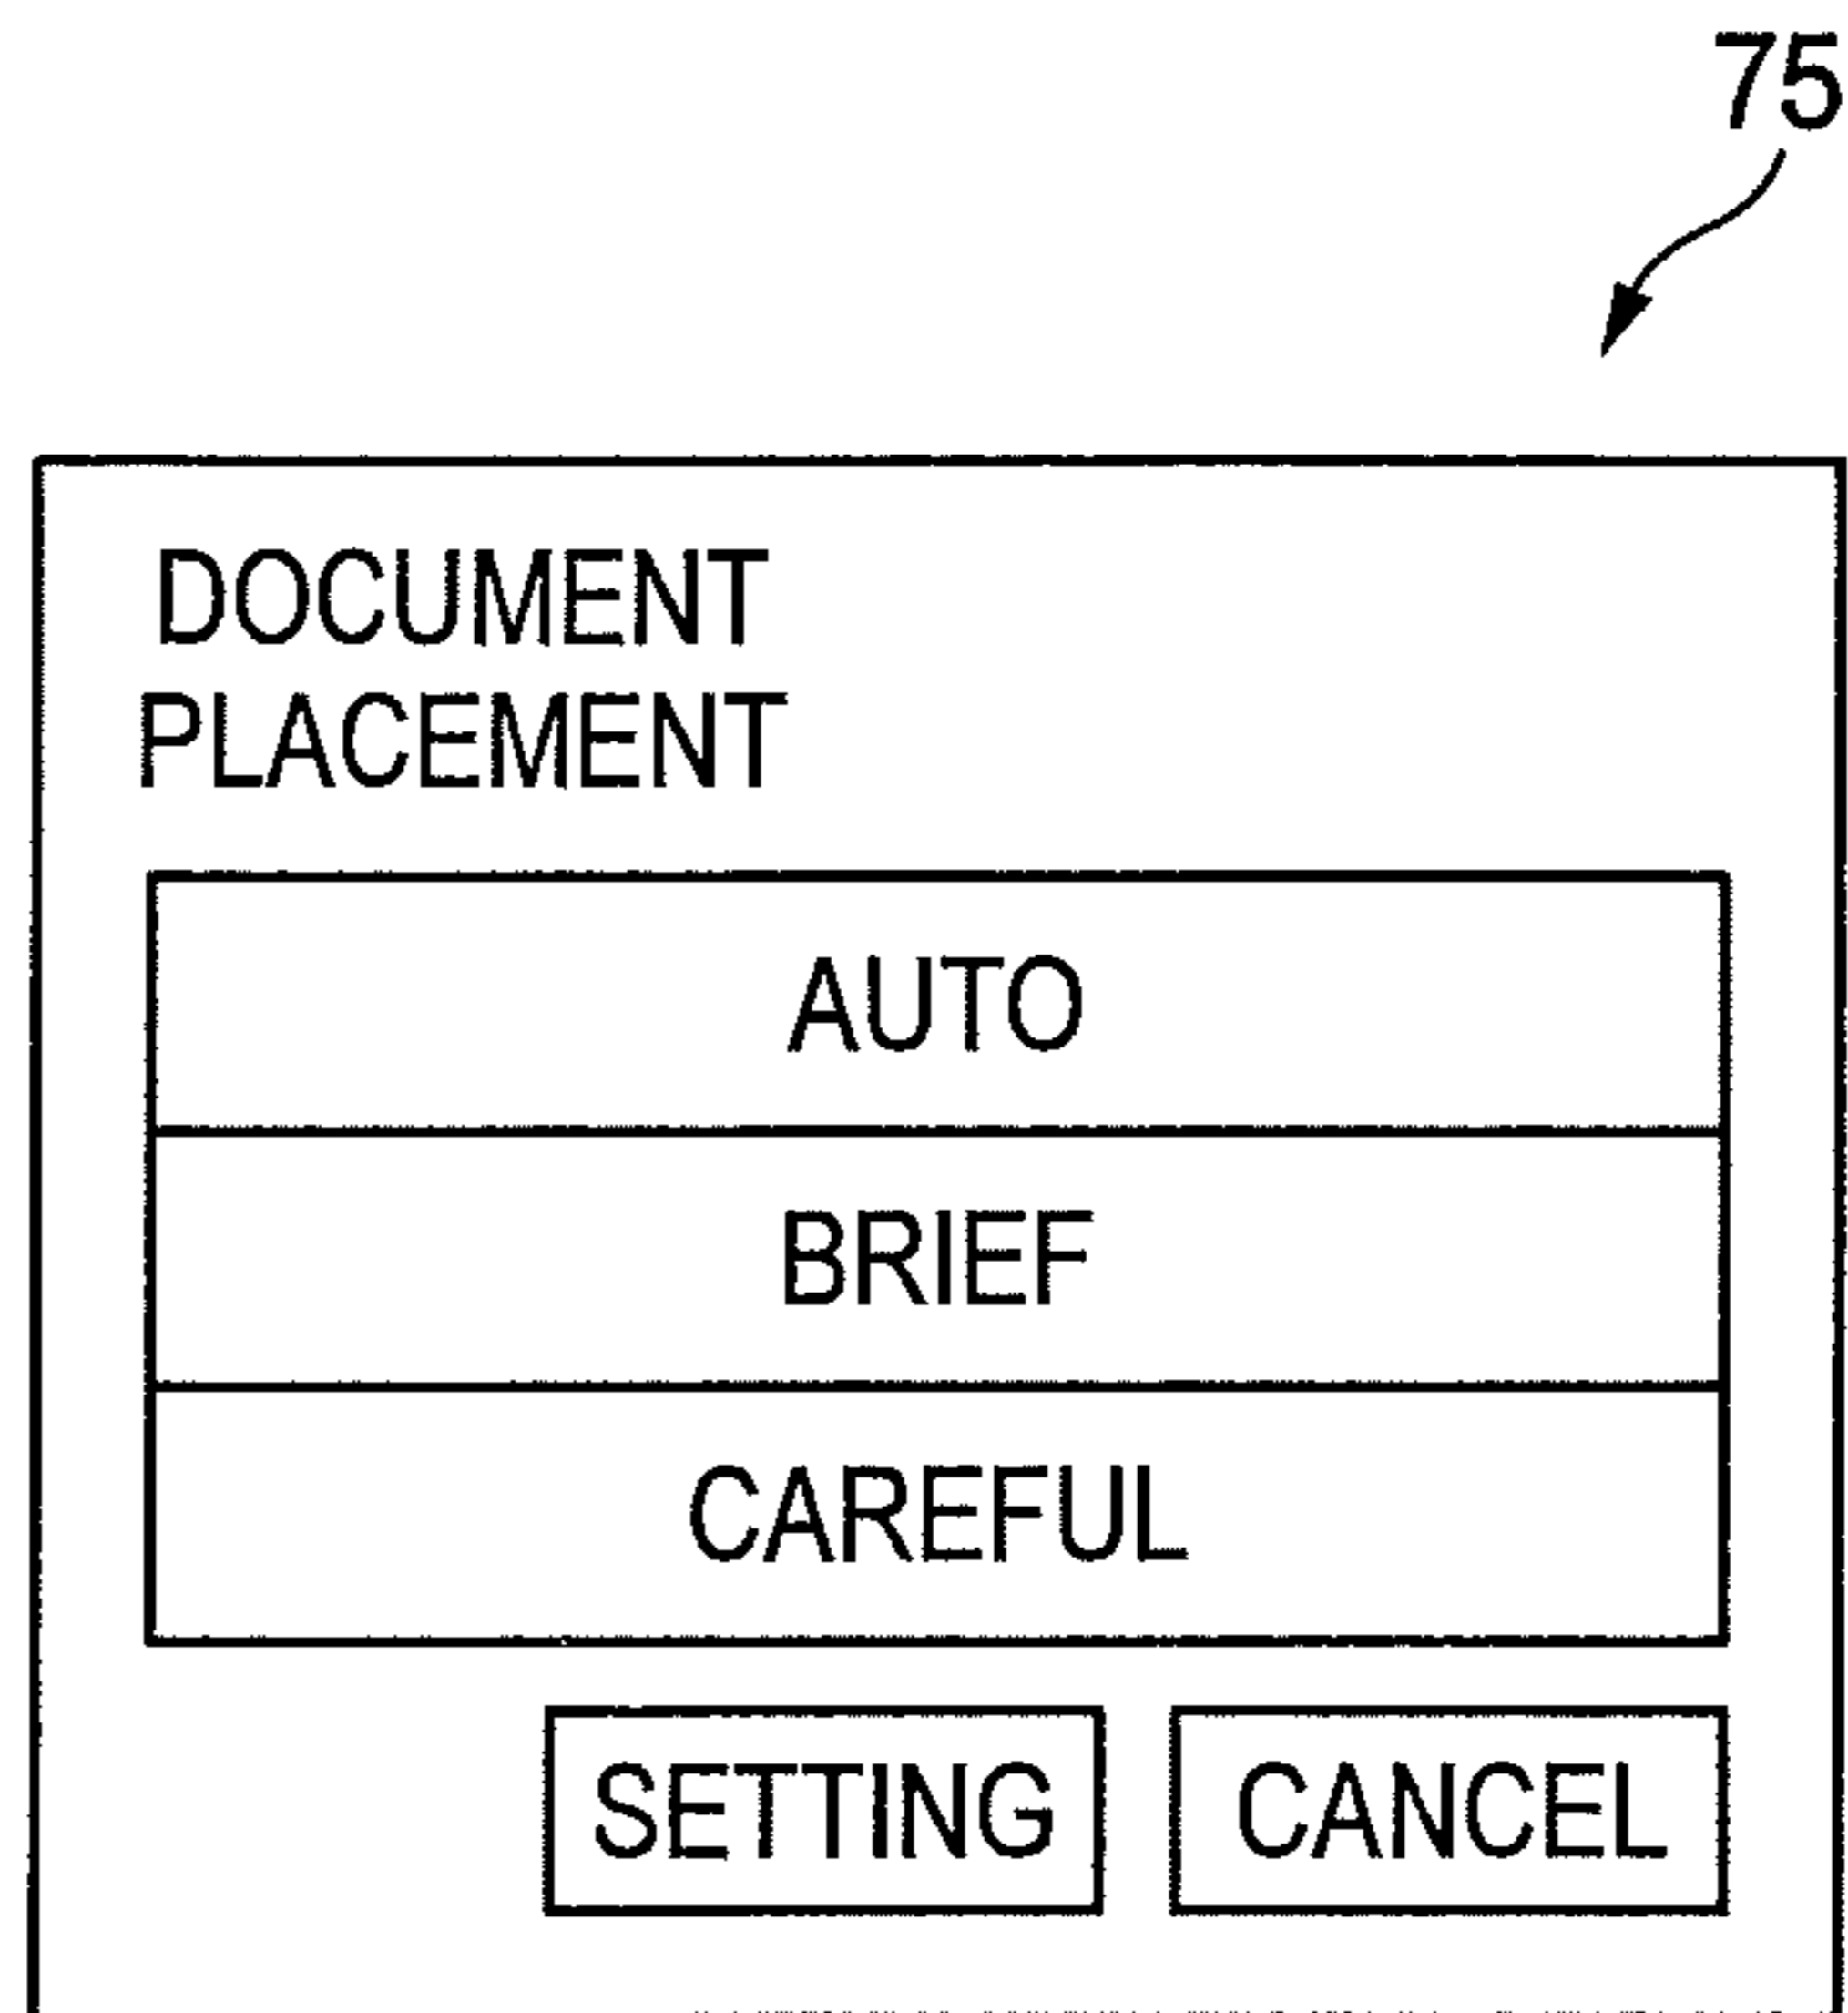 75
DOCUMENT
PLACEMENT
AUTO
BRIEF
CAREFUL
SETTING
CANCEL